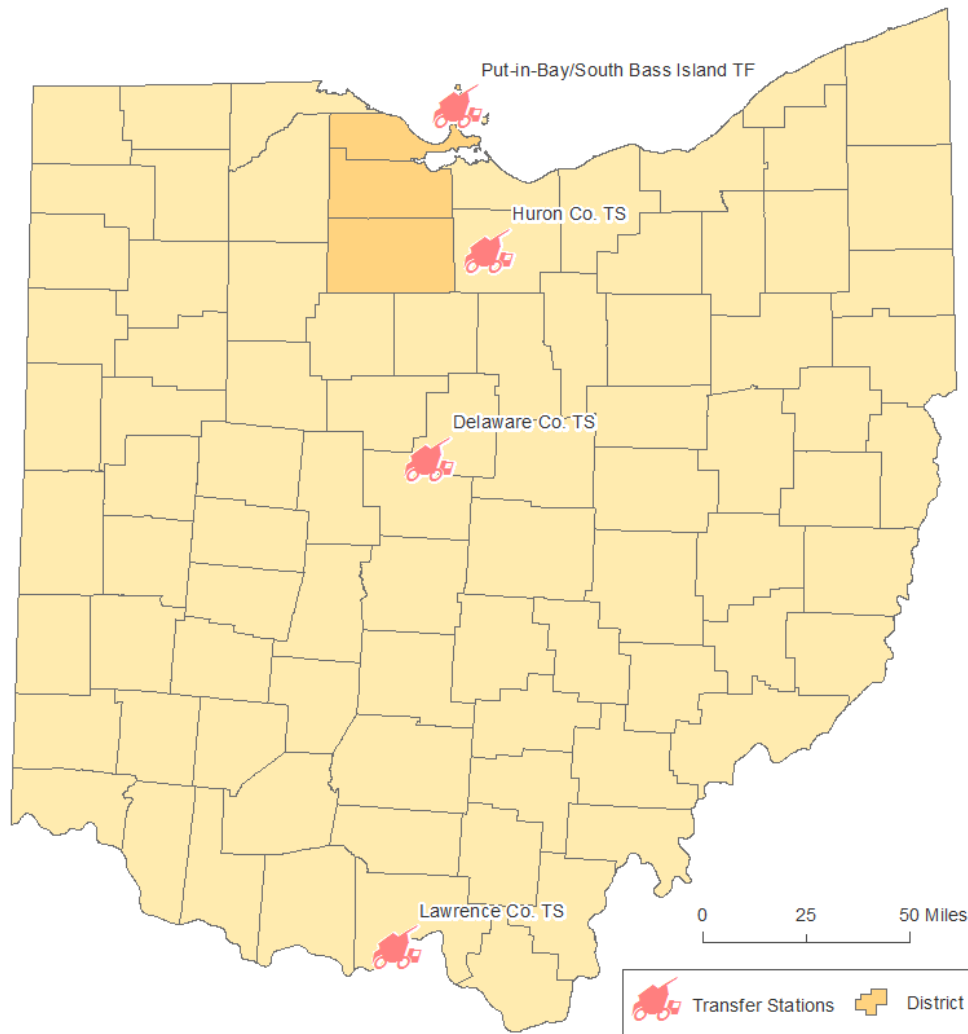 Put-in-Bay/South Bass Island TF
Huron Co. TS
Delaware Co. TS
Lawrence Co. TS
0 25 50 Miles
Transfer Stations District